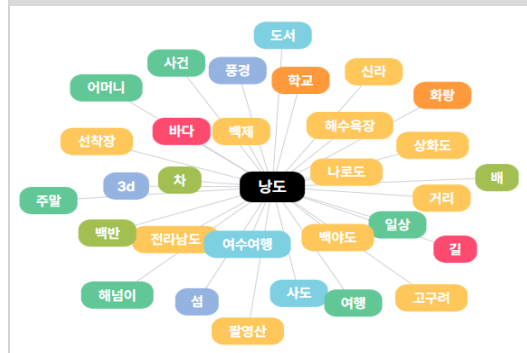 도서
사건
풍경
신라
학교
어머니
화랑
해수욕장
바다
백제
선착장
상화도
나로도
배
차
3d
낭도
주말
거리
일상
백반
전라남도
여수여행
백야도
길
해넘이
섬
사도
여행
고구려
팔영산